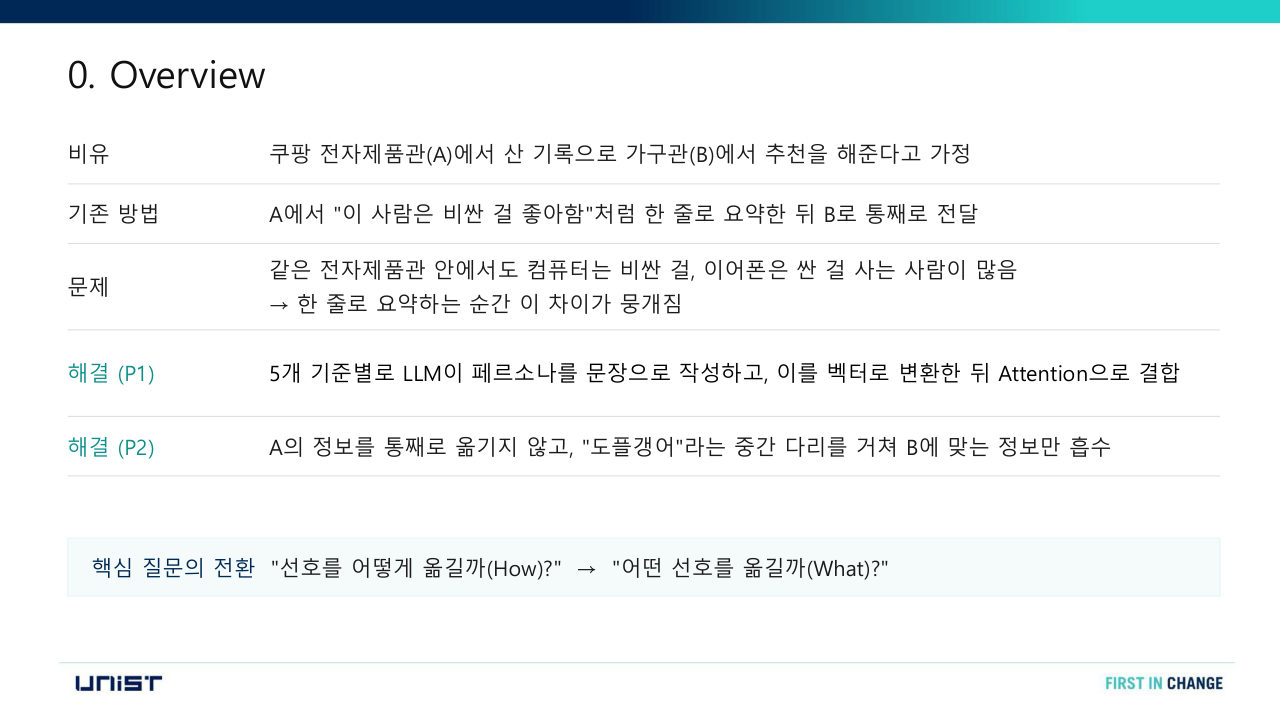 0. Overview
비유 쿠팡 전자제품관(A)에서 산 기록으로 가구관(B)에서 추천을 해준다고 가정
기존 방법 A에서 "이 사람은 비싼 걸 좋아함"처럼 한 줄로 요약한 뒤 B로 통째로 전달
문제 같은 전자제품관 안에서도 컴퓨터는 비싼 걸, 이어폰은 싼 걸 사는 사람이 많음
→ 한 줄로 요약하는 순간 이 차이가 뭉개짐
해결 (P1) 5개 기준별로 LLM이 페르소나를 문장으로 작성하고, 이를 벡터로 변환한 뒤 Attention으로 결합
해결 (P2) A의 정보를 통째로 옮기지 않고, "도플갱어"라는 중간 다리를 거쳐 B에 맞는 정보만 흡수
핵심 질문의 전환 "선호를 어떻게 옮길까(How)?" → "어떤 선호를 옮길까(What)?"
UNIST
FIRST IN CHANGE